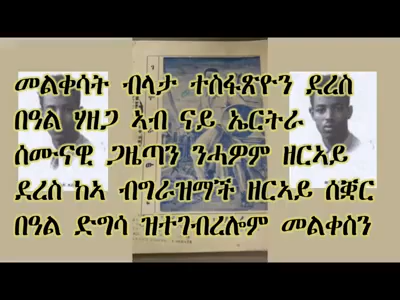 መልቀሳት ብላታ ተስፋጽዮን ደረስ
በዓል ሃዘጋ ኣብ ናይ ኤርትራ
ሰሙናዊ ጋዜጣን ንሓዎም ዘርኣይ
ደረስ ከኣ ብግራዝማች ዘርኣይ ሰቛር
በዓል ድግሳ ዝተገብረሎም መልቀስን